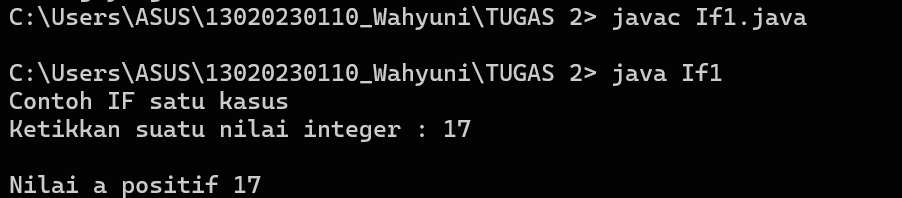 C:\Users\ASUS\13020230110_Wahyuni\TUGAS 2> javac If1.java
C:\Users\ASUS\13020230110_Wahyuni\TUGAS 2> java If1
Contoh IF satu kasus
Ketikkan suatu nilai integer : 17
Nilai a positif 17